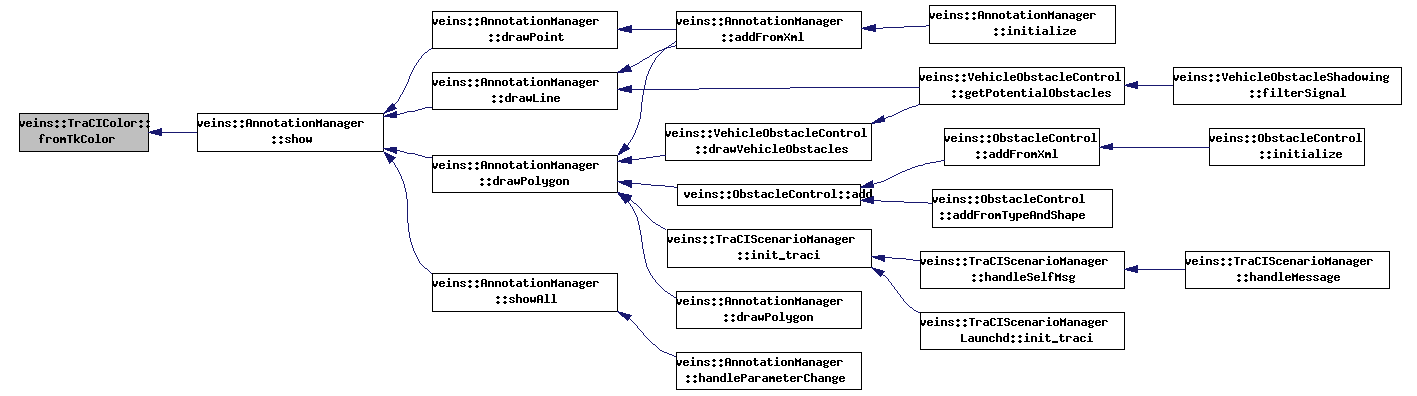 veins::TraCIColor::
fromTkColor
veins::AnnotationManager
::show
veins::AnnotationManager
::drawPoint
veins::AnnotationManager
::drawLine
veins::AnnotationManager
::drawPolygon
veins::AnnotationManager
::showAll
veins::AnnotationManager
::addFromXml
veins::VehicleObstacleControl
::drawVehicleObstacles
veins::ObstacleControl::add
veins::TraCIScenarioManager
::init_traci
veins::AnnotationManager
::drawPolygon
veins::AnnotationManager
::handleParameterChange
veins::AnnotationManager
::initialize
veins::VehicleObstacleControl
::getPotentialObstacles
veins::ObstacleControl
::addFromXml
veins::ObstacleControl
::addFromTypeAndShape
veins::TraCIScenarioManager
::handleSelfMsg
veins::TraCIScenarioManager
Launchd::init_traci
veins::VehicleObstacleShadowing
::filterSignal
veins::ObstacleControl
::initialize
veins::TraCIScenarioManager
::handleMessage